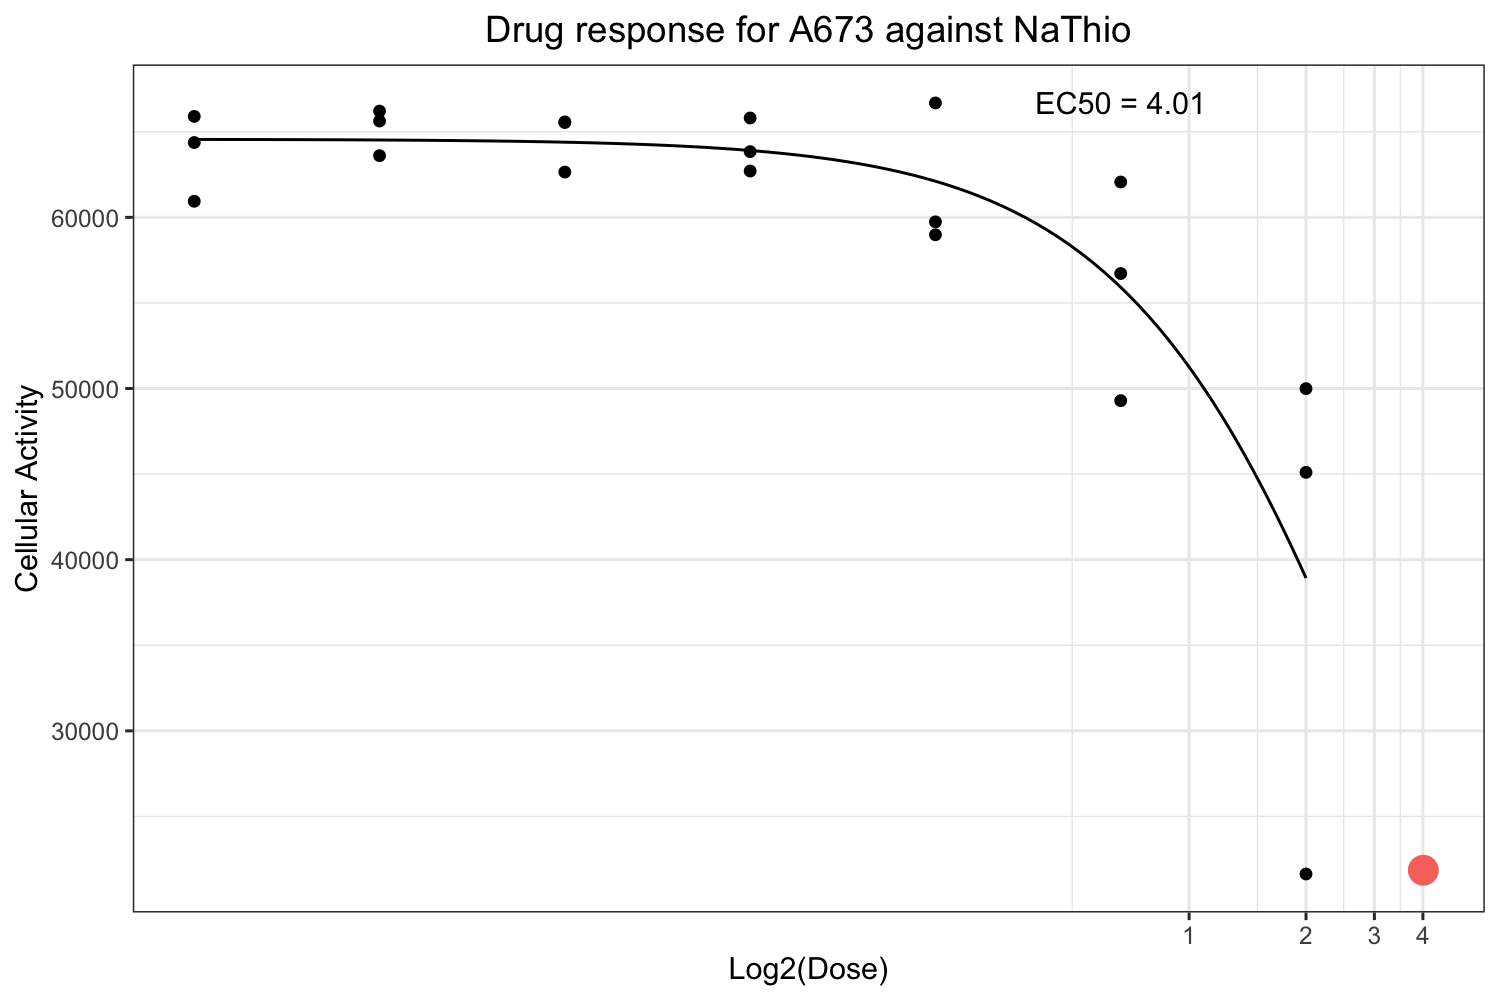 Drug response for A673 against NaThio
EC50 = 4.01
60000
50000
40000
30000
Cellular Activity
1 2 3 4
Log2(Dose)